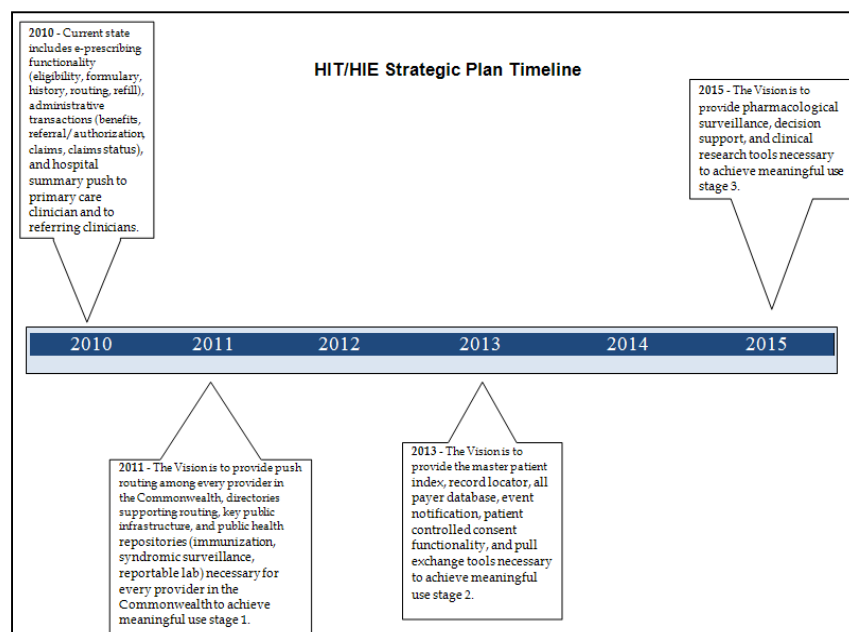 2010 - Current state
includes e-prescribing
functionality
(eligibility, formulary,
history, routing, refill),
administrative
transactions (benefits,
referral/authorization,
claims, claims status),
and hospital
summary push to
primary care
clinician and to
referring clinicians.
HIT/HIE Strategic Plan Timeline
2015 - The Vision is to
provide pharmacological
surveillance, decision
support, and clinical
research tools necessary
to achieve meaningful use
stage 3.
2010 2011 2012 2013 2014 2015
2011 - The Vision is to provide push
routing among every provider in
the Commonwealth, directories
supporting routing, key public
infrastructure, and public health
repositories (immunization,
syndromic surveillance,
reportable lab) necessary for
every provider in the
Commonwealth to achieve
meaningful use stage 1.
2013 - The Vision is to
provide the master patient
index, record locator, all
payer database, event
notification, patient
controlled consent
functionality, and pull
exchange tools necessary
to achieve meaningful
use stage 2.